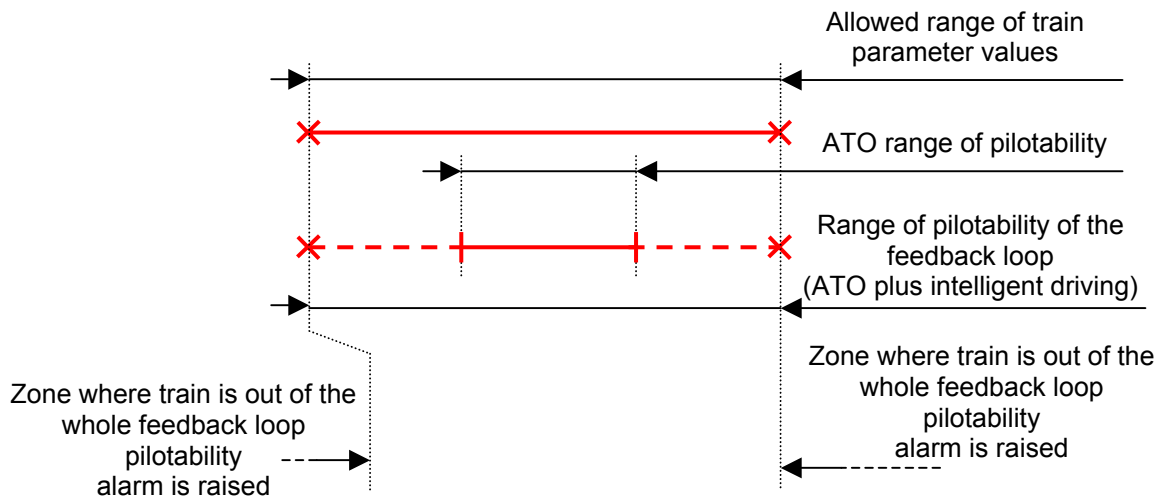 Allowed range of train
parameter values
ATO range of pilotability
Range of pilotability of the
feedback loop
(ATO plus intelligent driving)
Zone where train is out of the
whole feedback loop
pilotability
alarm is raised
Zone where train is out of the
whole feedback loop
pilotability
alarm is raised